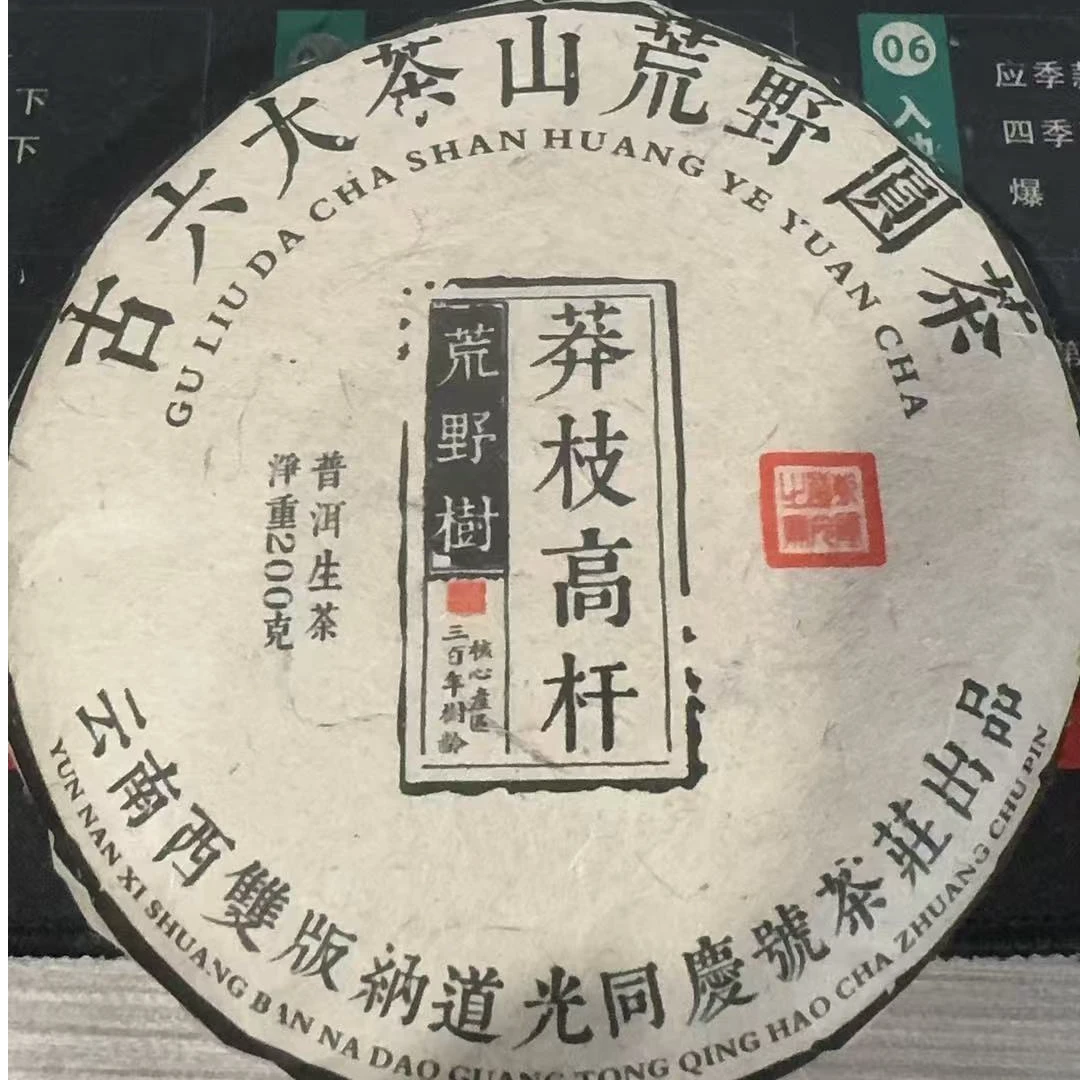 古六大茶山荒野圓茶
GU LIU DA CHA SHAN HUANG YE YUAN CHA
莽枝高杆
荒野樹
核心產區
三百年樹齡
普洱生茶
淨重200克
云南西雙版納道光同慶號茶莊出品
YUN NAN XI SHUANG BAN NA DAO GUANG TONG QING HAO CHA ZHUANG CHU PIN
06
应季
四季
爆
下
下